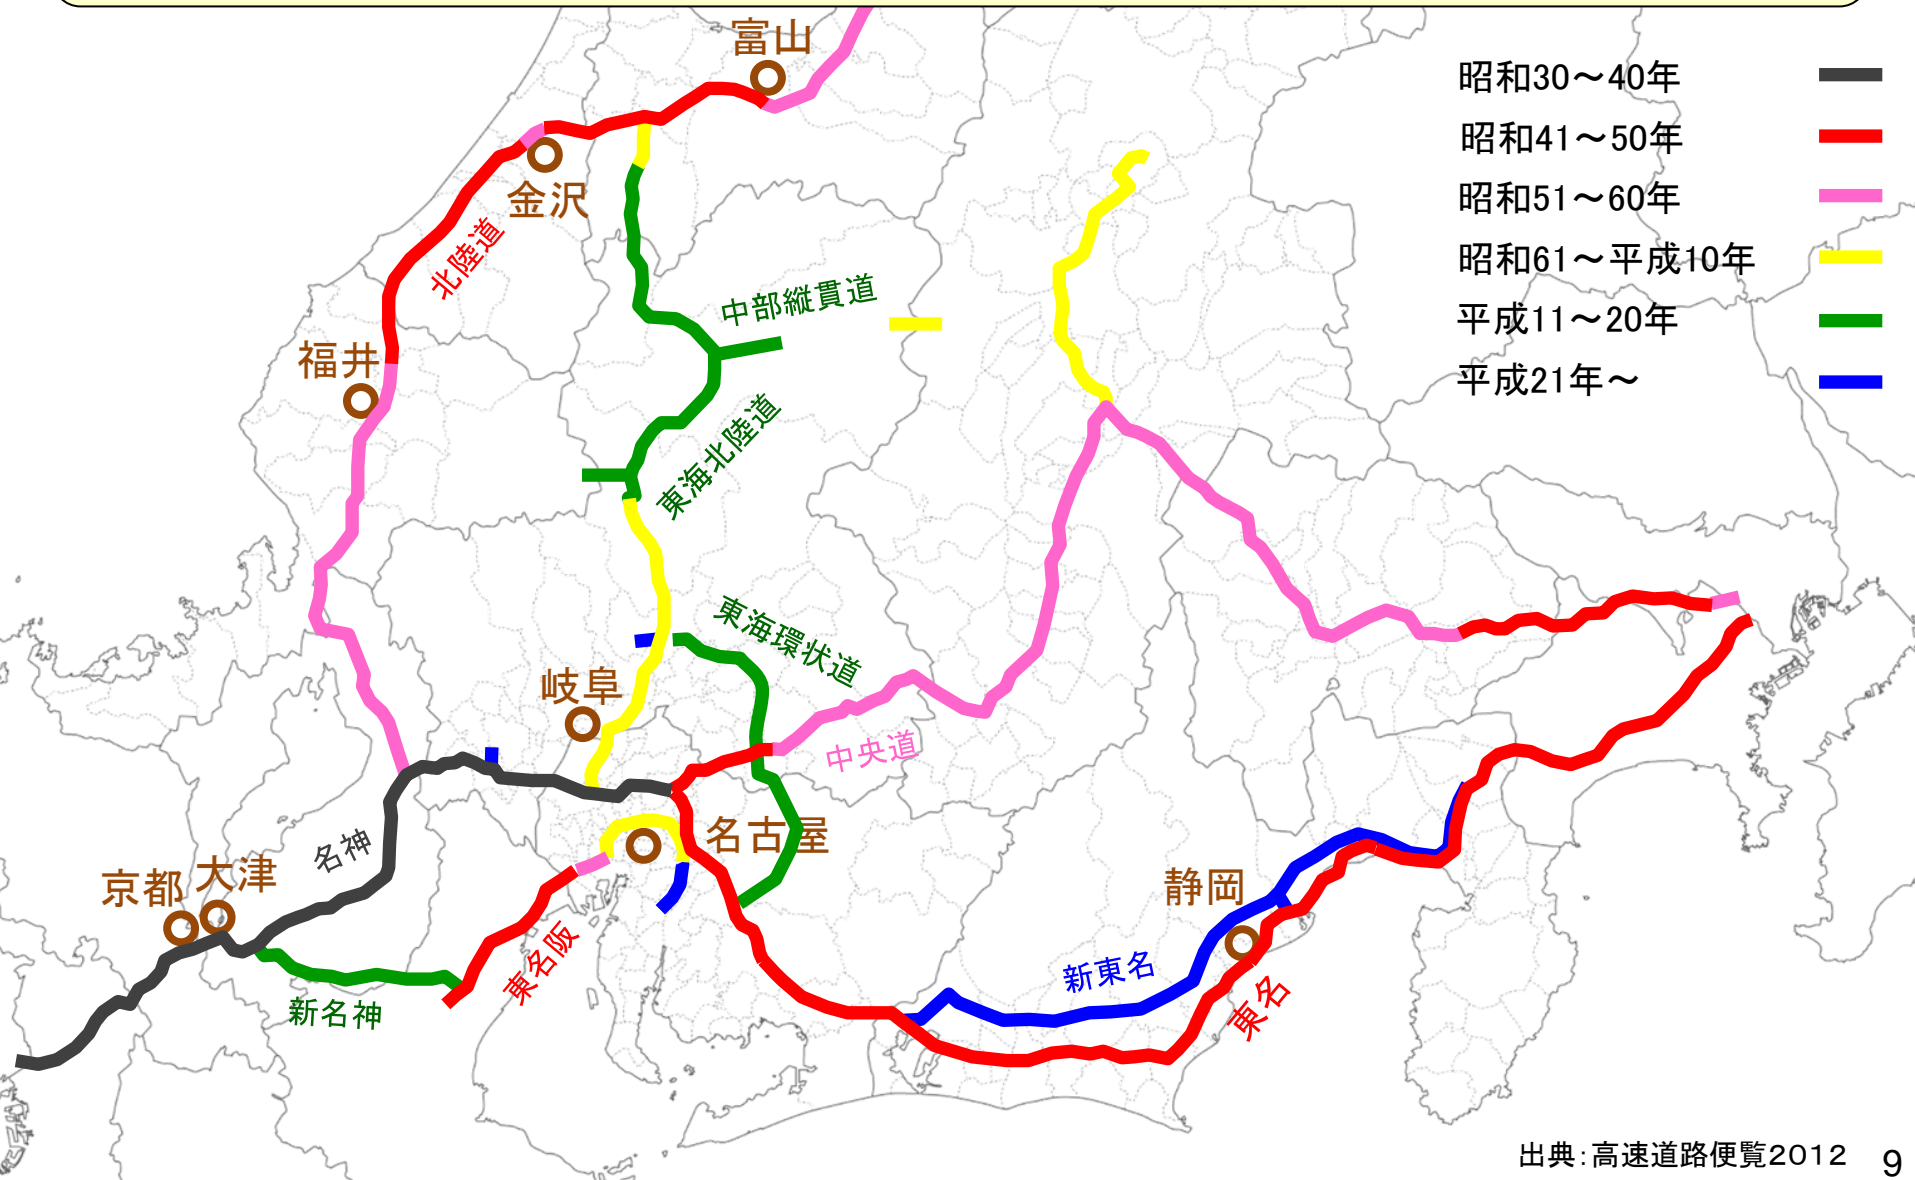 富山
金沢
北陸道
中部縦貫道
福井
東海北陸道
東海環状道
岐阜
中央道
名古屋
名神
京都
大津
東名阪
新名神
静岡
新東名
東名
昭和30～40年
昭和41～50年
昭和51～60年
昭和61～平成10年
平成11～20年
平成21年～
出典:高速道路便覧2012
9